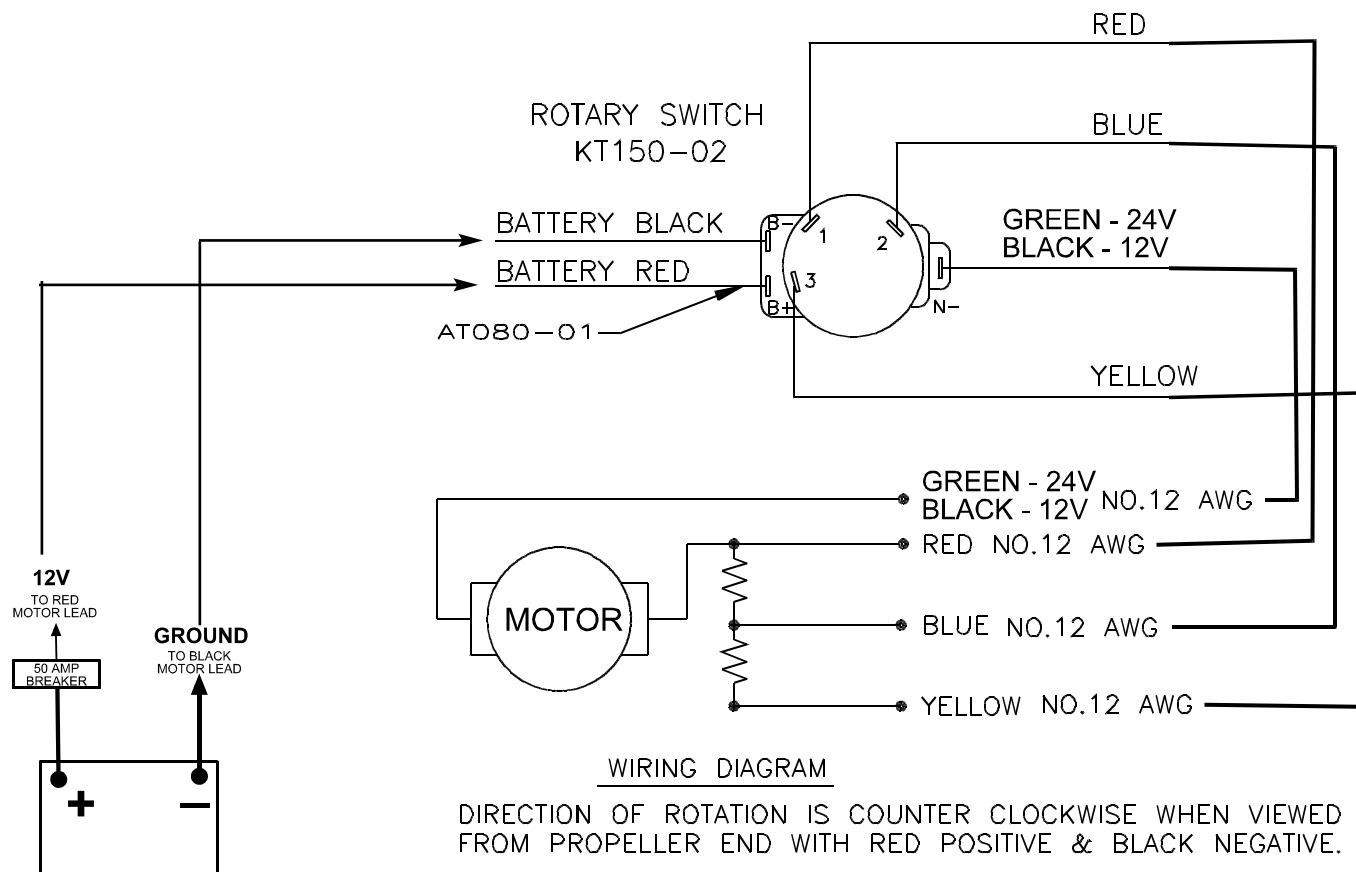 RED
ROTARY SWITCH
KT150-02
BLUE
BATTERY BLACK
B-
1
2
GREEN - 24V
BLACK - 12V
BATTERY RED
3
B+
N-
AT080-01
YELLOW
GREEN - 24V
BLACK - 12V NO.12 AWG
RED NO.12 AWG
12V
TO RED
MOTOR LEAD
MOTOR
BLUE NO.12 AWG
GROUND
TO BLACK
MOTOR LEAD
50 AMP
BREAKER
YELLOW NO.12 AWG
WIRING DIAGRAM
+
-
DIRECTION OF ROTATION IS COUNTER CLOCKWISE WHEN VIEWED
FROM PROPELLER END WITH RED POSITIVE & BLACK NEGATIVE.